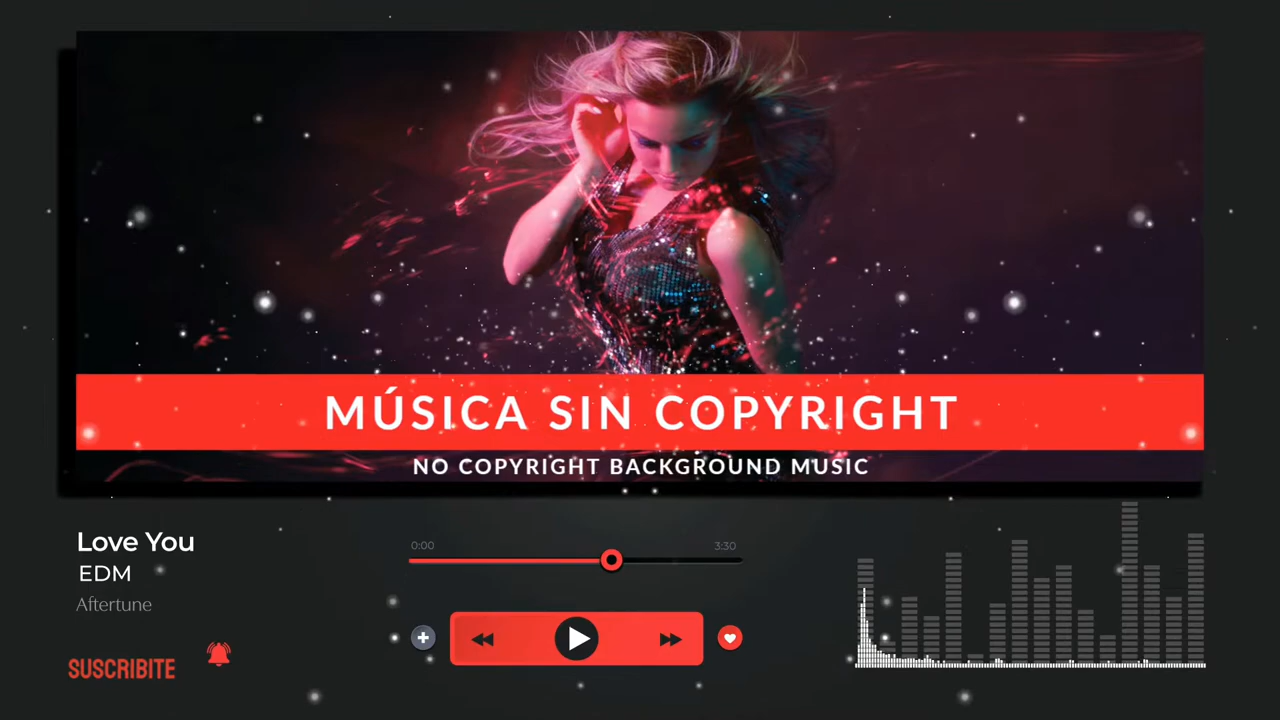 MÚSICA SIN COPYRIGHT
NO COPYRIGHT BACKGROUND MUSIC
Love You
EDM
Aftertune
SUSCRIBITE
0:00
3:30